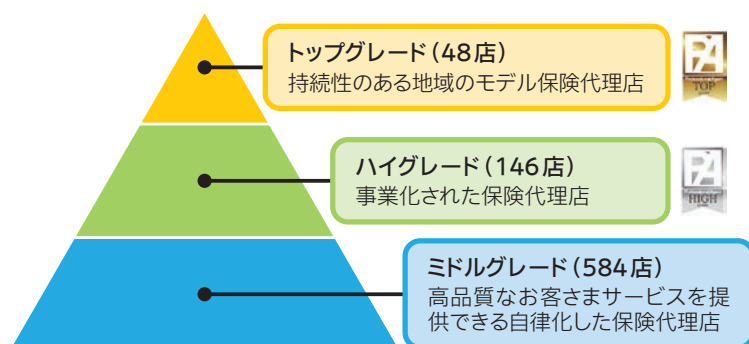 トップグレード（48店）
持続性のある地域のモデル保険代理店
PA
TOP
ハイグレード（146店）
事業化された保険代理店
PA
HIGH
ミドルグレード（584店）
高品質なお客さまサービスを提
供できる自律化した保険代理店